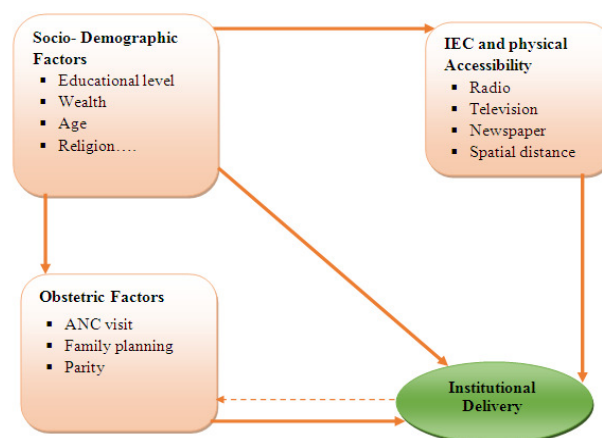 Socio- Demographic
Factors
▪ Educational level
▪ Wealth
▪ Age
▪ Religion….
IEC and physical
Accessibility
▪ Radio
▪ Television
▪ Newspaper
▪ Spatial distance
Obstetric Factors
▪ ANC visit
▪ Family planning
▪ Parity
Institutional
Delivery